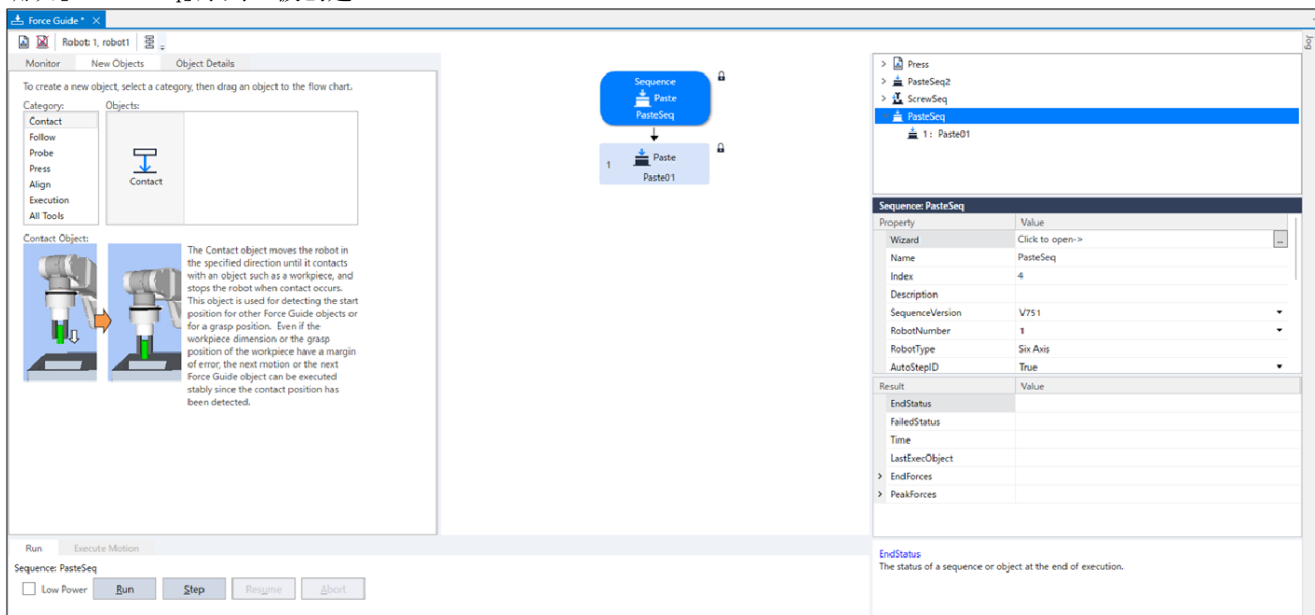 Force Guide *
Robot: 1, robot1
Jog
Monitor New Objects Object Details
To create a new object, select a category, then drag an object to the flow chart.
Category: Objects:
Contact
Follow
Probe
Press
Align
Execution
All Tools
Contact
Contact Object:
The Contact object moves the robot in
the specified direction until it contacts
with an object such as a workpiece, and
stops the robot when contact occurs.
This object is used for detecting the start
position for other Force Guide objects or
for a grasp position. Even if the
workpiece dimension or the grasp
position of the workpiece have a margin
of error, the next motion or the next
Force Guide object can be executed
stably since the contact position has
been detected.
Sequence
Paste
PasteSeq
1
Paste
Paste01
Press
PasteSeq2
ScrewSeq
PasteSeq
1: Paste01
Sequence: PasteSeq
Property Value
Wizard Click to open-> ...
Name PasteSeq
Index 4
Description
SequenceVersion V751
RobotNumber 1
RobotType Six Axis
AutoStepID True
Result Value
EndStatus
FailedStatus
Time
LastExecObject
EndForces
PeakForces
EndStatus
The status of a sequence or object at the end of execution.
Run Execute Motion
Sequence: PasteSeq
Low Power Run Step Resume Abort